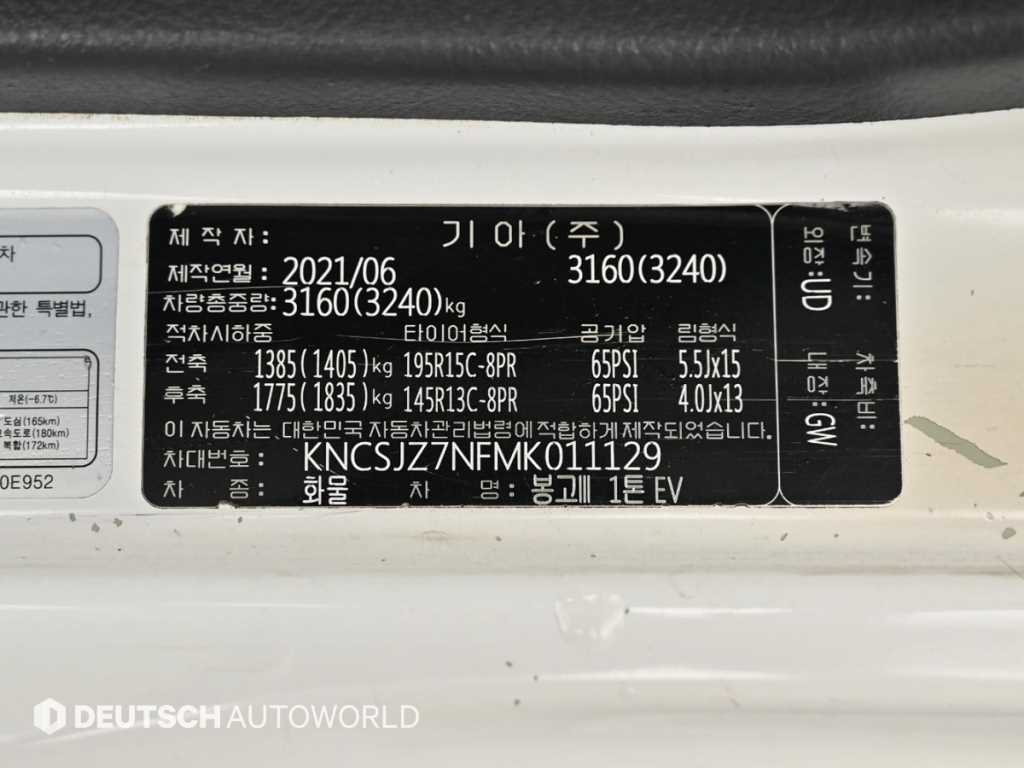 차
관한 특별법,
저온(-6.7℃)
도심(165km)
고속도로(180km)
복합(172km)
0E952
제 작 자 : 기 아 ( 주 )
제작연월 : 2021/06 3160(3240)
차량총중량: 3160(3240)kg
적차시하중 타이어형식 공기압 림형식
전축 1385(1405)kg 195R15C-8PR 65PSI 5.5Jx15
후축 1775(1835)kg 145R13C-8PR 65PSI 4.0Jx13
이 자동차는, 대한민국 자동차관리법령에 적합하게 제작되었습니다.
차대번호 : KNCSJZ7NFMK011129
차 종 : 화물 차 명 : 봉고Ⅲ 1톤 EV
변속기: 차축비:
외장:UD 내장:GW
DEUTSCH AUTOWORLD